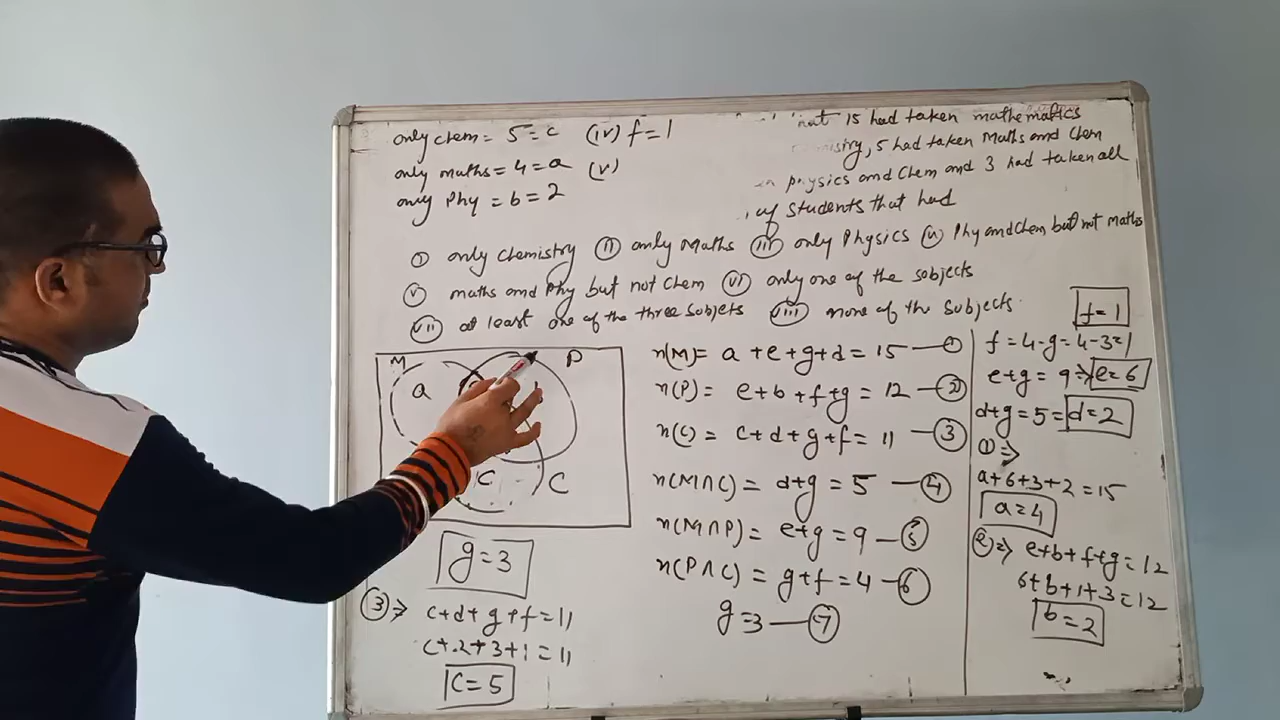 only chem = 5 = c (iv) f = 1
only maths = 4 = a (v)
only Phy = b = 2
15 had taken mathematics
, 5 had taken Maths and Chem
physics and Chem and 3 had taken all
of students that had
(i) only chemistry (ii) only Maths (iii) only Physics Phy and Chem but not maths
(v) maths and Phy but not Chem (vi) only one of the sobjects
(vii) at least one of the three Subjets (viii) none of the Subjects
M P
a
C C
g = 3
(3) ⇒ c + d + g + f = 11
c + 2 + 3 + 1 = 11
c = 5
n(M) = a + e + g + d = 15 — (1)
n(P) = e + b + f + g = 12 — (2)
n(C) = c + d + g + f = 11 — (3)
n(M∩C) = d + g = 5 — (4)
n(M∩P) = e + g = 9 — (5)
n(P∩C) = g + f = 4 — (6)
g = 3 — (7)
f = 1
f = 4 - g = 4 - 3 = 1
e + g = 9 ⇒ e = 6
d + g = 5 = d = 2
(1) ⇒
a + 6 + 3 + 2 = 15
a = 4
(2) ⇒ e + b + f + g = 12
6 + b + 1 + 3 = 12
b = 2